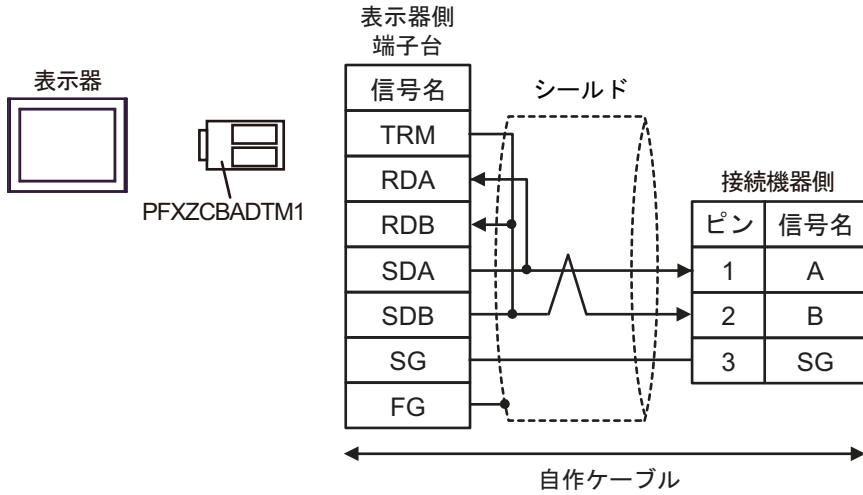 表示器
PFXZCBADTM1
表示器側
端子台
信号名
TRM
RDA
RDB
SDA
SDB
SG
FG
シールド
接続機器側
ピン 信号名
1 A
2 B
3 SG
自作ケーブル